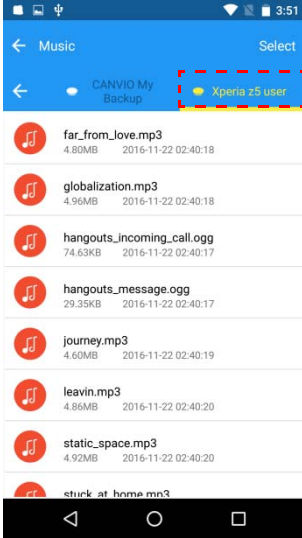 3:51
Music Select
CANVIO My
Backup
Xperia z5 user
far_from_love.mp3
4.80MB 2016-11-22 02:40:18
globalization.mp3
4.96MB 2016-11-22 02:40:18
hangouts_incoming_call.ogg
74.63KB 2016-11-22 02:40:17
hangouts_message.ogg
29.35KB 2016-11-22 02:40:17
journey.mp3
4.60MB 2016-11-22 02:40:19
leavin.mp3
4.86MB 2016-11-22 02:40:20
static_space.mp3
4.92MB 2016-11-22 02:40:20
stuck_at_home.mp3